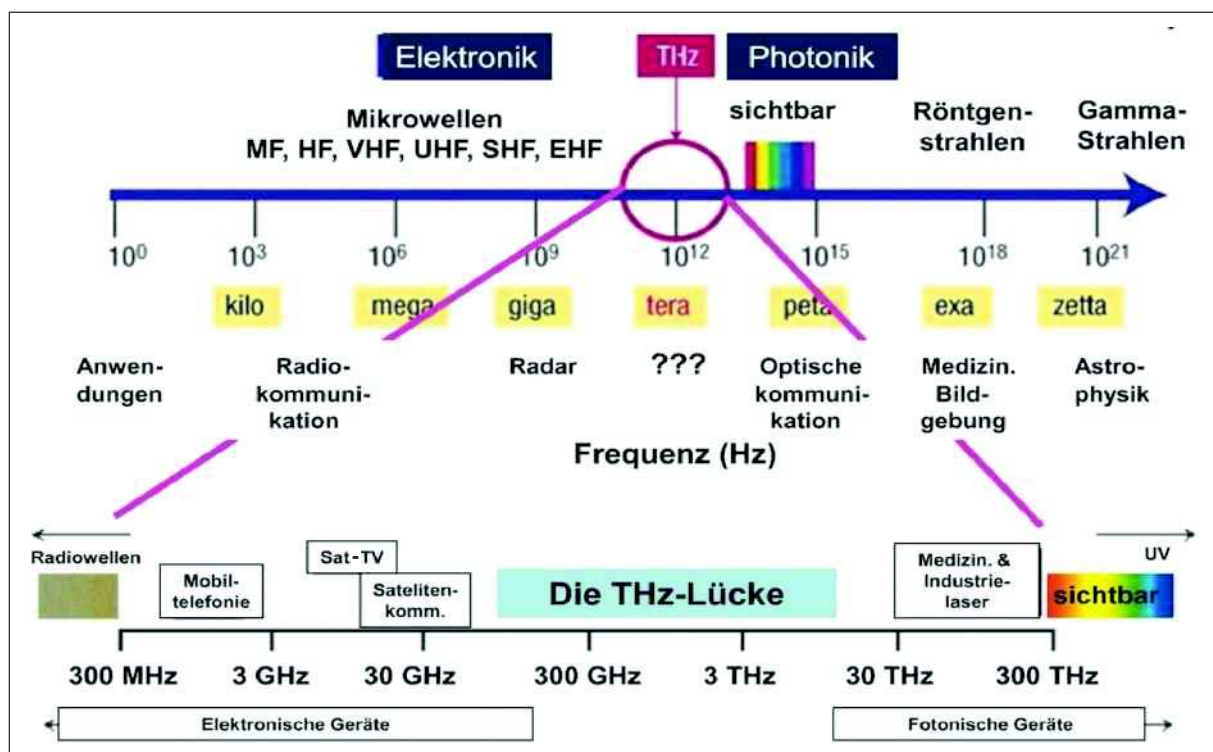 Elektronik
THz
Photonik
Mikrowellen
MF, HF, VHF, UHF, SHF, EHF
sichtbar
Röntgen-
strahlen
Gamma-
Strahlen
10⁰ 10³ 10⁶ 10⁹ 10¹² 10¹⁵ 10¹⁸ 10²¹
kilo mega giga tera peta exa zetta
Anwen-
dungen
Radio-
kommuni-
kation
Radar
???
Optische
kommuni-
kation
Medizin.
Bild-
gebung
Astro-
physik
Frequenz (Hz)
Radiowellen
Mobil-
telefonie
Sat-TV
Sateliten-
komm.
Die THz-Lücke
Medizin. &
Industrie-
laser
UV
sichtbar
300 MHz 3 GHz 30 GHz 300 GHz 3 THz 30 THz 300 THz
Elektronische Geräte
Fotonische Geräte